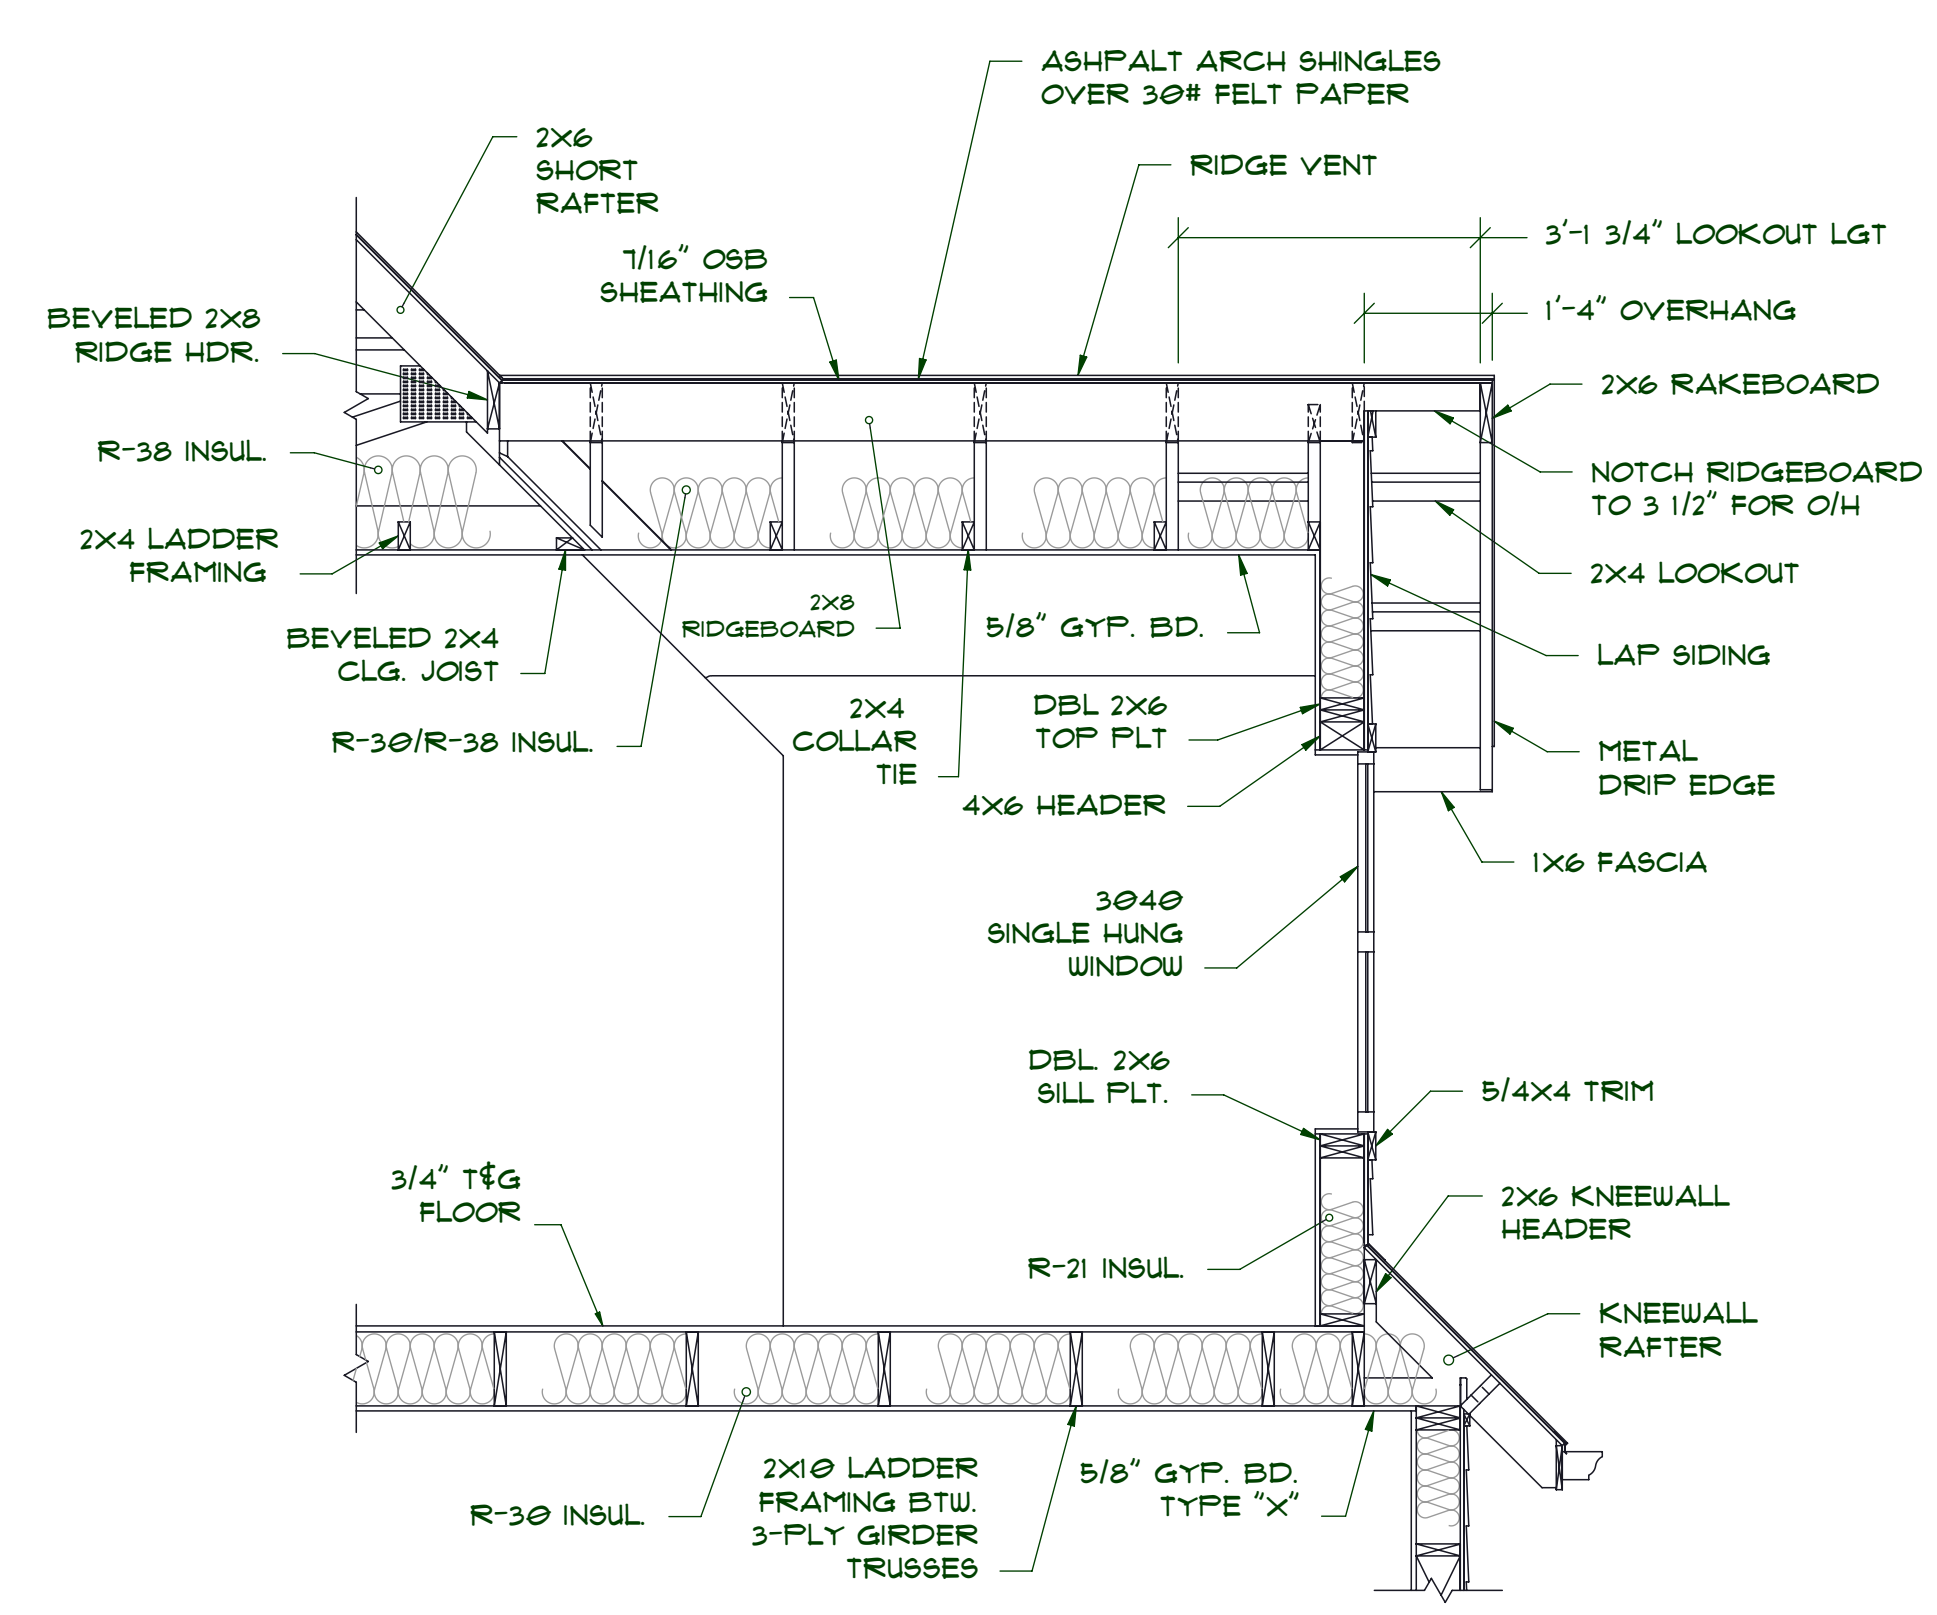 ASHPALT ARCH SHINGLES
OVER 30# FELT PAPER
2X6
SHORT
RAFTER
RIDGE VENT
3'-1 3/4" LOOKOUT LGT
7/16" OSB
SHEATHING
1'-4" OVERHANG
BEVELED 2X8
RIDGE HDR.
2X6 RAKEBOARD
R-38 INSUL.
NOTCH RIDGEBOARD
TO 3 1/2" FOR O/H
2X4 LADDER
FRAMING
2X4 LOOKOUT
2X8
RIDGEBOARD
5/8" GYP. BD.
BEVELED 2X4
CLG. JOIST
LAP SIDING
R-30/R-38 INSUL.
2X4
COLLAR
TIE
DBL 2X6
TOP PLT
METAL
DRIP EDGE
4X6 HEADER
1X6 FASCIA
3040
SINGLE HUNG
WINDOW
DBL. 2X6
SILL PLT.
5/4X4 TRIM
3/4" T&G
FLOOR
2X6 KNEEWALL
HEADER
R-21 INSUL.
KNEEWALL
RAFTER
2X10 LADDER
FRAMING BTW.
3-PLY GIRDER
TRUSSES
5/8" GYP. BD.
TYPE "X"
R-30 INSUL.